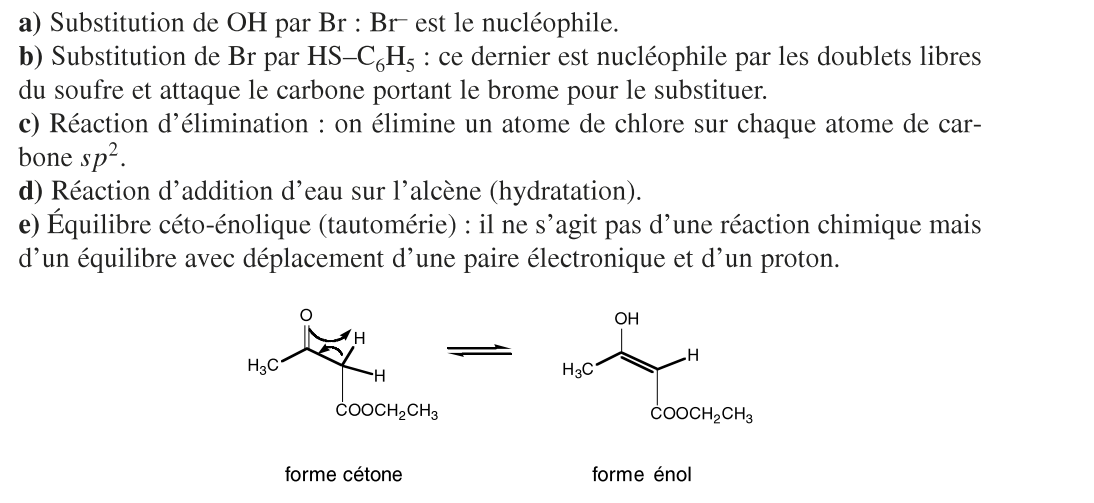 a) Substitution de OH par Br : Br⁻ est le nucléophile.
b) Substitution de Br par HS–C₆H₅ : ce dernier est nucléophile par les doublets libres
du soufre et attaque le carbone portant le brome pour le substituer.
c) Réaction d'élimination : on élimine un atome de chlore sur chaque atome de car-
bone sp².
d) Réaction d'addition d'eau sur l'alcène (hydratation).
e) Équilibre céto-énolique (tautomérie) : il ne s'agit pas d'une réaction chimique mais
d'un équilibre avec déplacement d'une paire électronique et d'un proton.
O
H
H₃C
H
COOCH₂CH₃
OH
H
H₃C
COOCH₂CH₃
forme cétone
forme énol